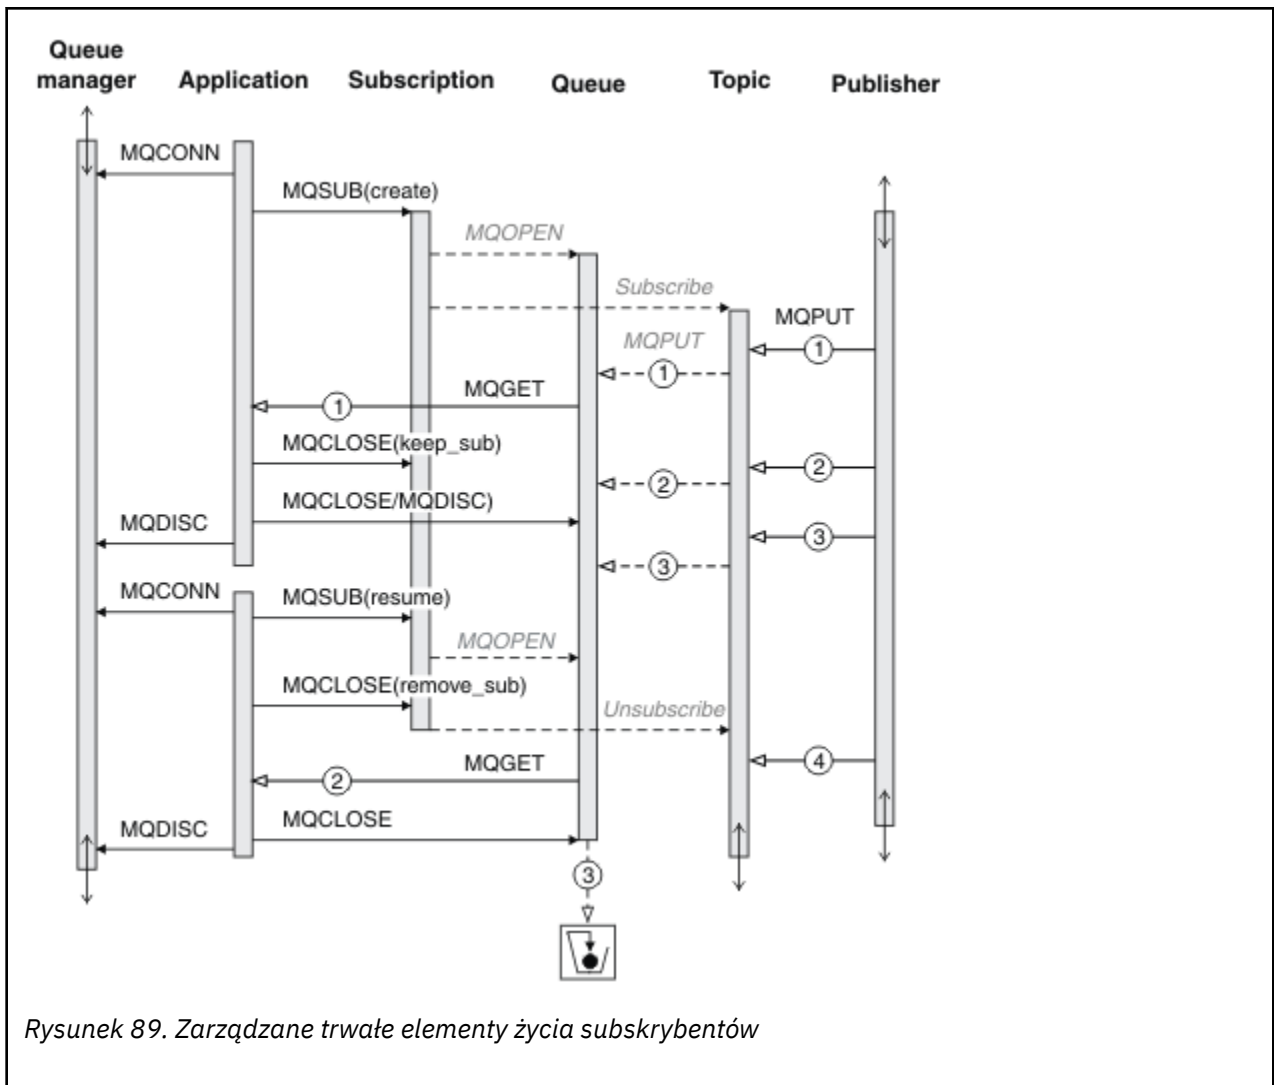 Queue
manager
Application
Subscription
Queue
Topic
Publisher
MQCONN
MQSUB(create)
MQOPEN
Subscribe
MQPUT
1
MQPUT
1
MQGET
1
MQCLOSE(keep_sub)
2
2
MQCLOSE/MQDISC)
MQDISC
3
3
MQCONN
MQSUB(resume)
MQOPEN
MQCLOSE(remove_sub)
Unsubscribe
4
MQGET
2
MQCLOSE
MQDISC
3
Rysunek 89. Zarządzane trwałe elementy życia subskrybentów